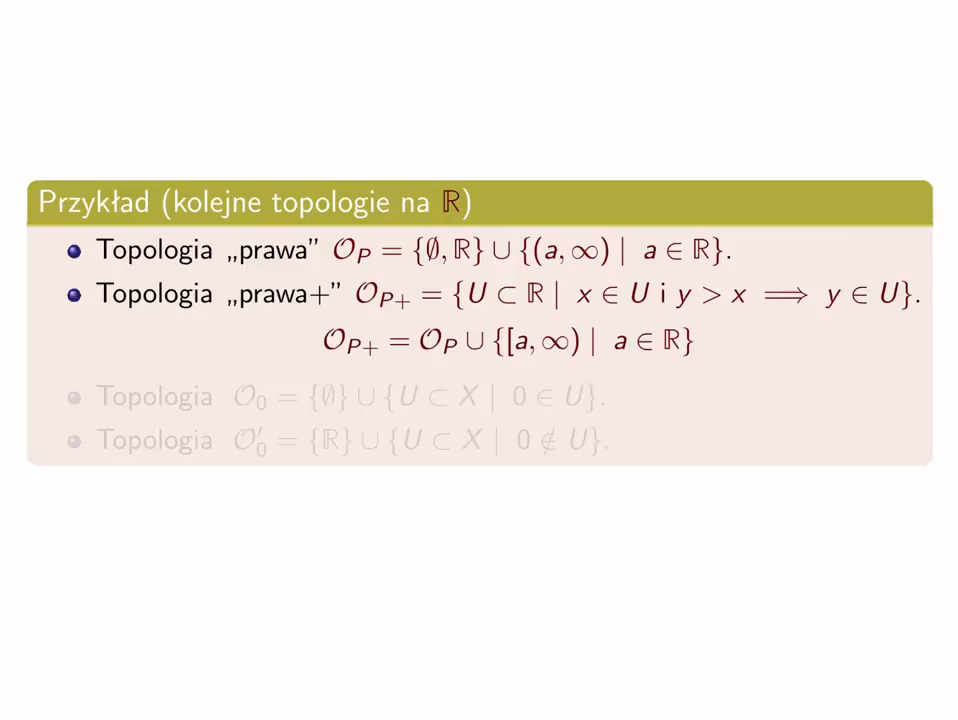 Przykład (kolejne topologie na ℝ)
Topologia „prawa” 𝒪_P = {∅, ℝ} ∪ {(a, ∞) | a ∈ ℝ}.
Topologia „prawa+” 𝒪_{P+} = {U ⊂ ℝ | x ∈ U i y > x ⟹ y ∈ U}.
𝒪_{P+} = 𝒪_P ∪ {[a, ∞) | a ∈ ℝ}
Topologia 𝒪_0 = {∅} ∪ {U ⊂ X | 0 ∈ U}.
Topologia 𝒪′_0 = {ℝ} ∪ {U ⊂ X | 0 ∉ U}.